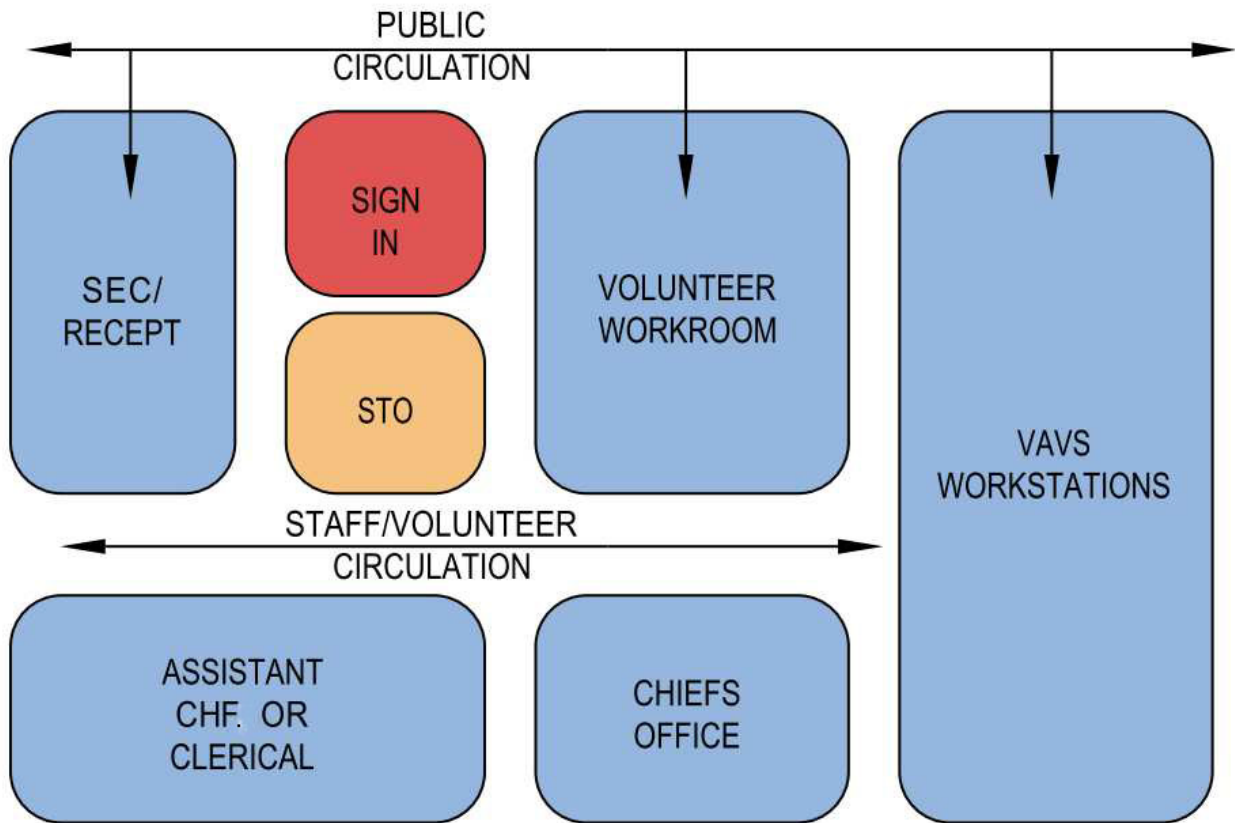 PUBLIC
CIRCULATION
SEC/
RECEPT
SIGN
IN
STO
VOLUNTEER
WORKROOM
VAVS
WORKSTATIONS
STAFF/VOLUNTEER
CIRCULATION
ASSISTANT
CHF. OR
CLERICAL
CHIEFS
OFFICE